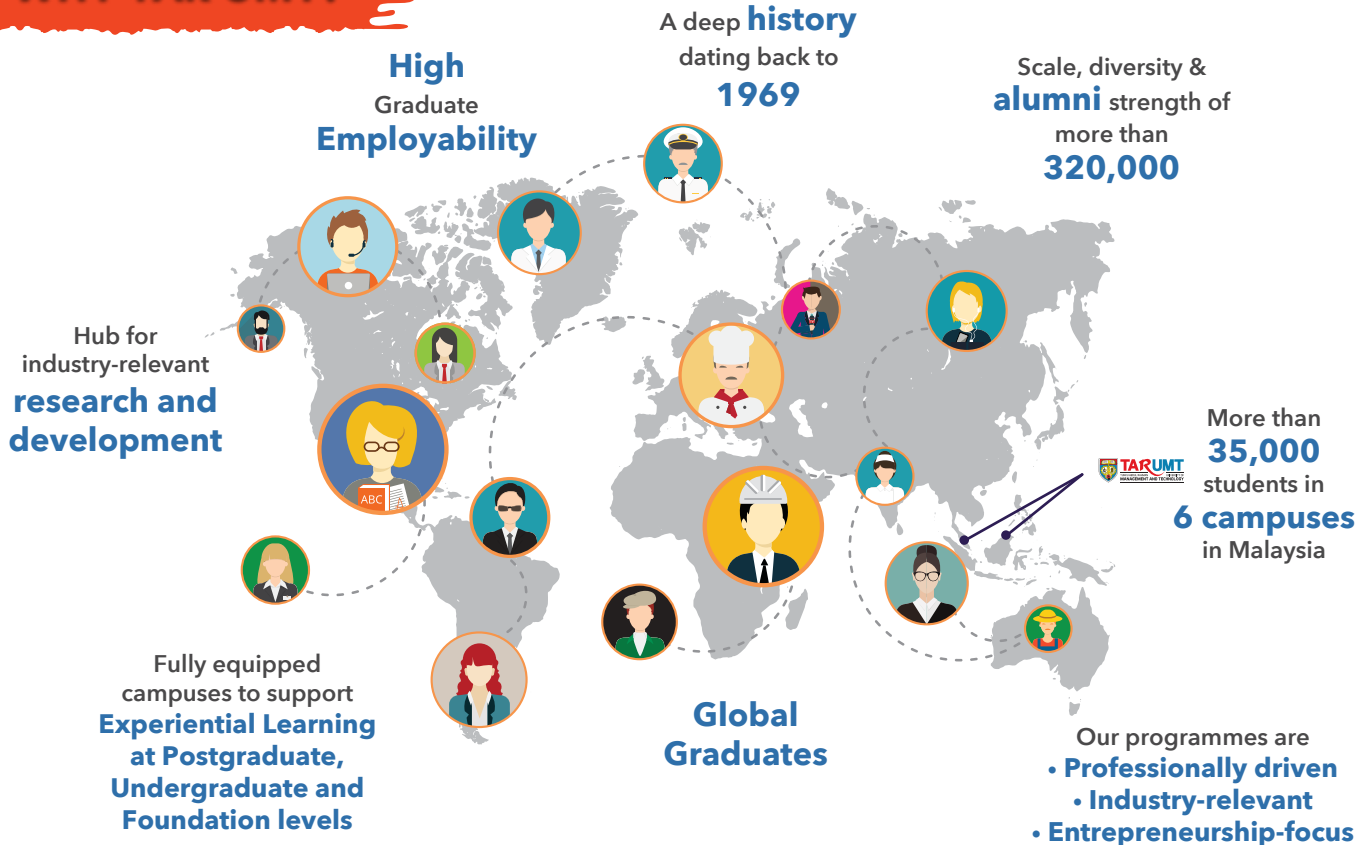 A deep history
dating back to
1969
High
Graduate
Employability
Scale, diversity &
alumni strength of
more than
320,000
Hub for
industry-relevant
research and
development
ABC
More than
35,000
students in
6 campuses
in Malaysia
TARUMT
MANAGEMENT AND TECHNOLOGY
Fully equipped
campuses to support
Experiential Learning
at Postgraduate,
Undergraduate and
Foundation levels
Global
Graduates
Our programmes are
• Professionally driven
• Industry-relevant
• Entrepreneurship-focus